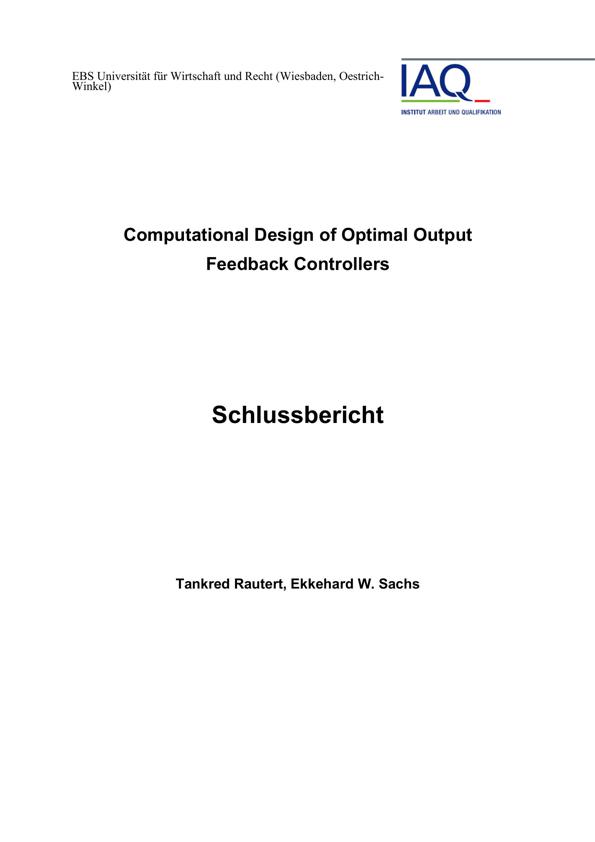 EBS Universität für Wirtschaft und Recht (Wiesbaden, Oestrich-
Winkel)
IAQ
INSTITUT ARBEIT UND QUALIFIKATION
Computational Design of Optimal Output
Feedback Controllers
Schlussbericht
Tankred Rautert, Ekkehard W. Sachs